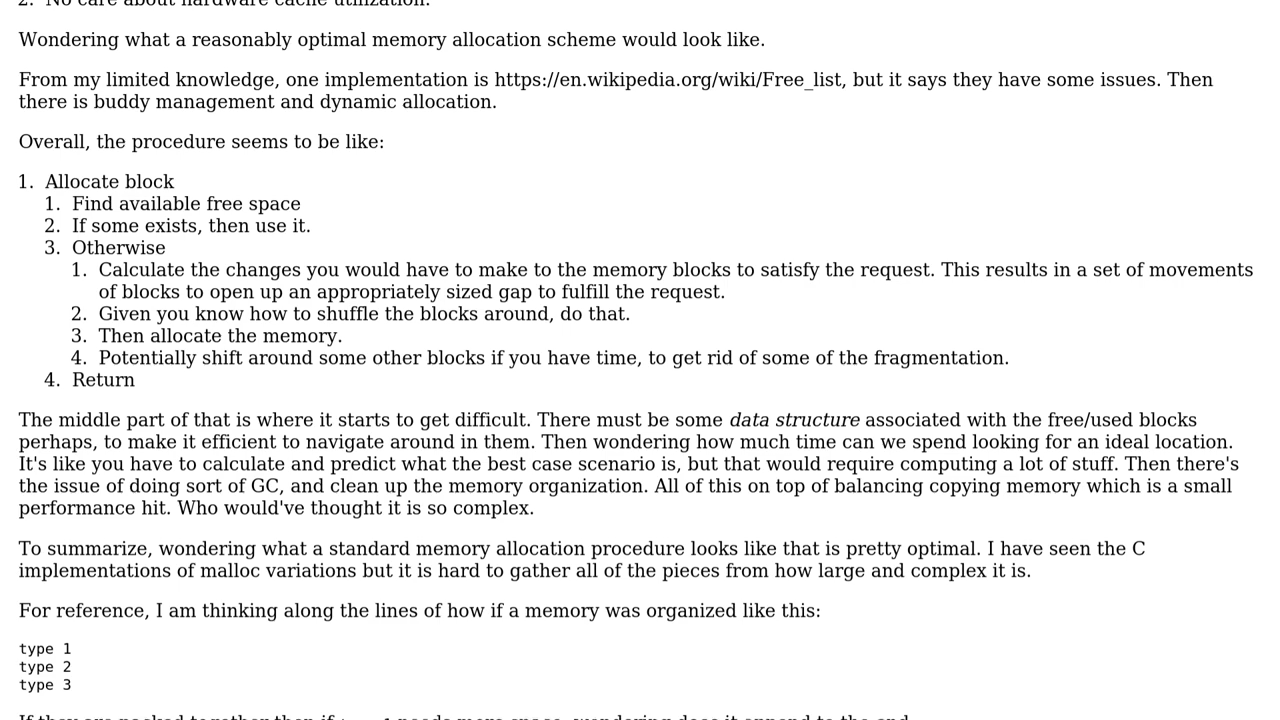 2. No care about hardware cache utilization.
Wondering what a reasonably optimal memory allocation scheme would look like.
From my limited knowledge, one implementation is https://en.wikipedia.org/wiki/Free_list, but it says they have some issues. Then
there is buddy management and dynamic allocation.
Overall, the procedure seems to be like:
1. Allocate block
1. Find available free space
2. If some exists, then use it.
3. Otherwise
1. Calculate the changes you would have to make to the memory blocks to satisfy the request. This results in a set of movements
of blocks to open up an appropriately sized gap to fulfill the request.
2. Given you know how to shuffle the blocks around, do that.
3. Then allocate the memory.
4. Potentially shift around some other blocks if you have time, to get rid of some of the fragmentation.
4. Return
The middle part of that is where it starts to get difficult. There must be some data structure associated with the free/used blocks
perhaps, to make it efficient to navigate around in them. Then wondering how much time can we spend looking for an ideal location.
It's like you have to calculate and predict what the best case scenario is, but that would require computing a lot of stuff. Then there's
the issue of doing sort of GC, and clean up the memory organization. All of this on top of balancing copying memory which is a small
performance hit. Who would've thought it is so complex.
To summarize, wondering what a standard memory allocation procedure looks like that is pretty optimal. I have seen the C
implementations of malloc variations but it is hard to gather all of the pieces from how large and complex it is.
For reference, I am thinking along the lines of how if a memory was organized like this:
type 1
type 2
type 3